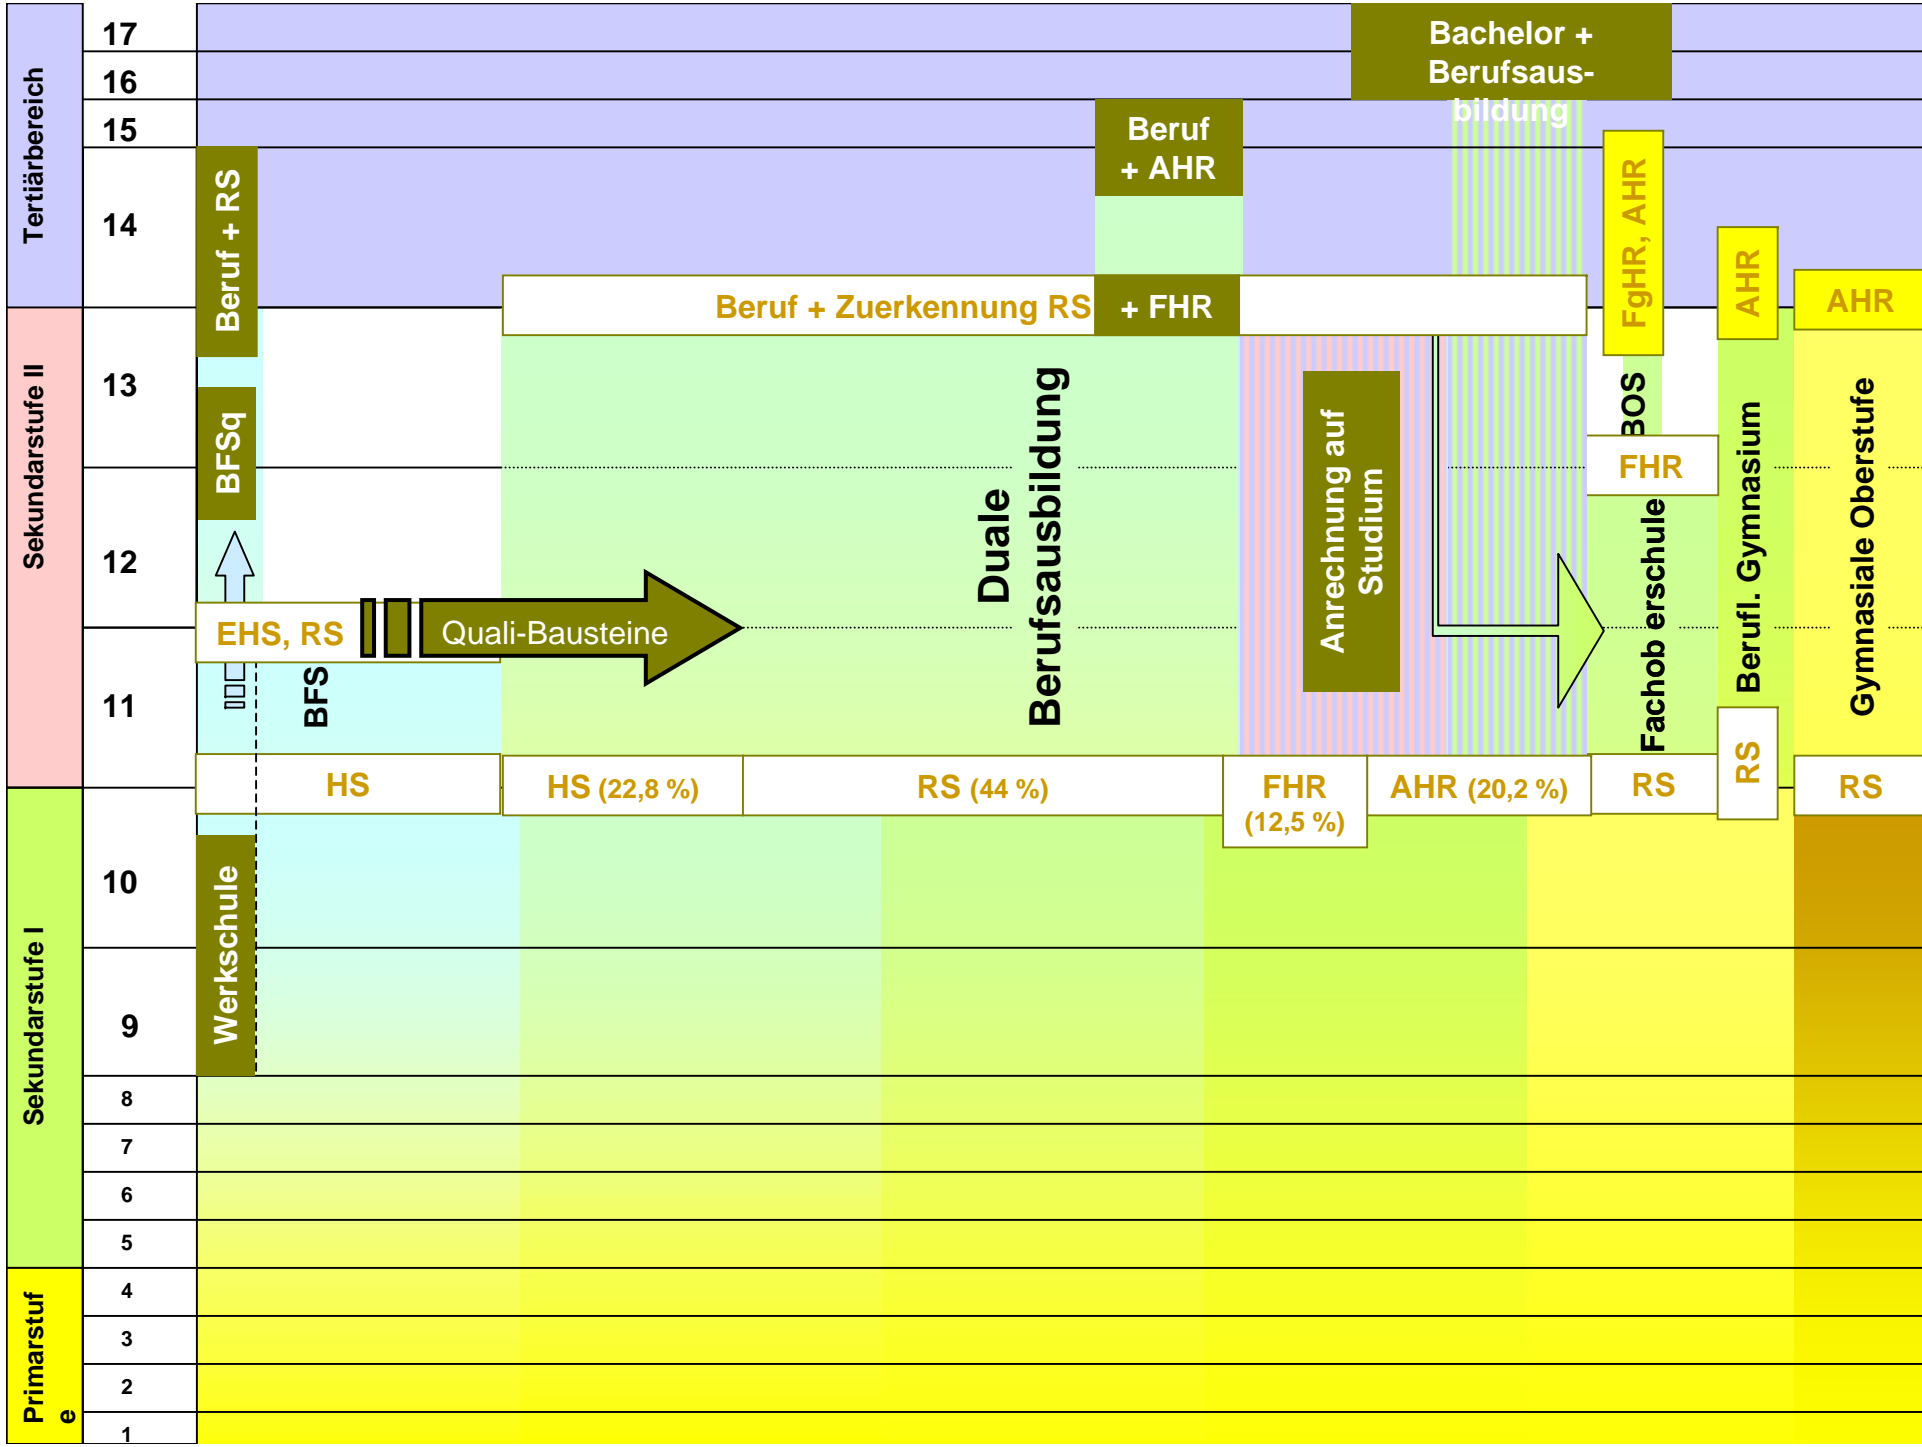 Tertiärbereich
Sekundarstufe II
Sekundarstufe I
Primarstuf
e
17
16
15
14
13
12
11
10
9
8
7
6
5
4
3
2
1
Bachelor +
Berufsaus-
bildung
Beruf
+ AHR
Beruf + RS
FgHR, AHR
AHR
AHR
Beruf + Zuerkennung RS
+ FHR
BFSq
Duale
Berufsausbildung
Anrechnung auf
Studium
BOS
FHR
Fachob erschule
Berufl. Gymnasium
Gymnasiale Oberstufe
EHS, RS
Quali-Bausteine
BFS
HS
HS (22,8 %)
RS (44 %)
FHR
(12,5 %)
AHR (20,2 %)
RS
RS
RS
Werkschule